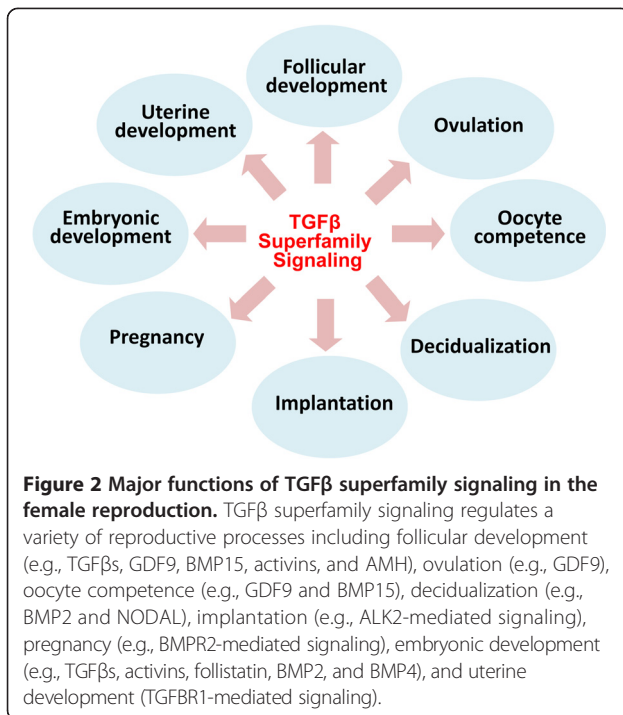 Follicular
development
Uterine
development
Ovulation
Embryonic
development
TGFβ
Superfamily
Signaling
Oocyte
competence
Pregnancy
Decidualization
Implantation
Figure 2 Major functions of TGFβ superfamily signaling in the
female reproduction. TGFβ superfamily signaling regulates a
variety of reproductive processes including follicular development
(e.g., TGFβs, GDF9, BMP15, activins, and AMH), ovulation (e.g., GDF9),
oocyte competence (e.g., GDF9 and BMP15), decidualization (e.g.,
BMP2 and NODAL), implantation (e.g., ALK2-mediated signaling),
pregnancy (e.g., BMPR2-mediated signaling), embryonic development
(e.g., TGFβs, activins, follistatin, BMP2, and BMP4), and uterine
development (TGFBR1-mediated signaling).